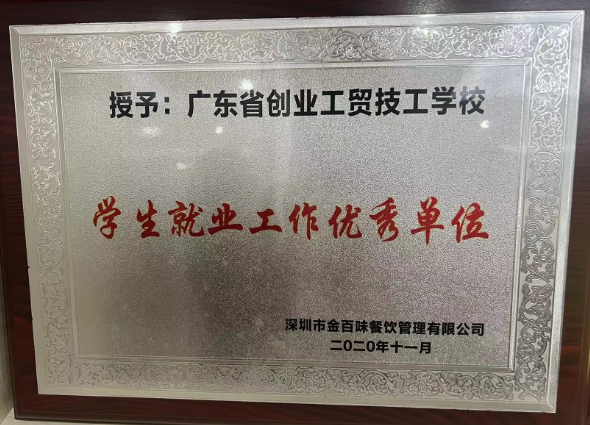 授予：广东省创业工贸技工学校
学生就业工作优秀单位
深圳市金百味餐饮管理有限公司
二〇二〇年十一月